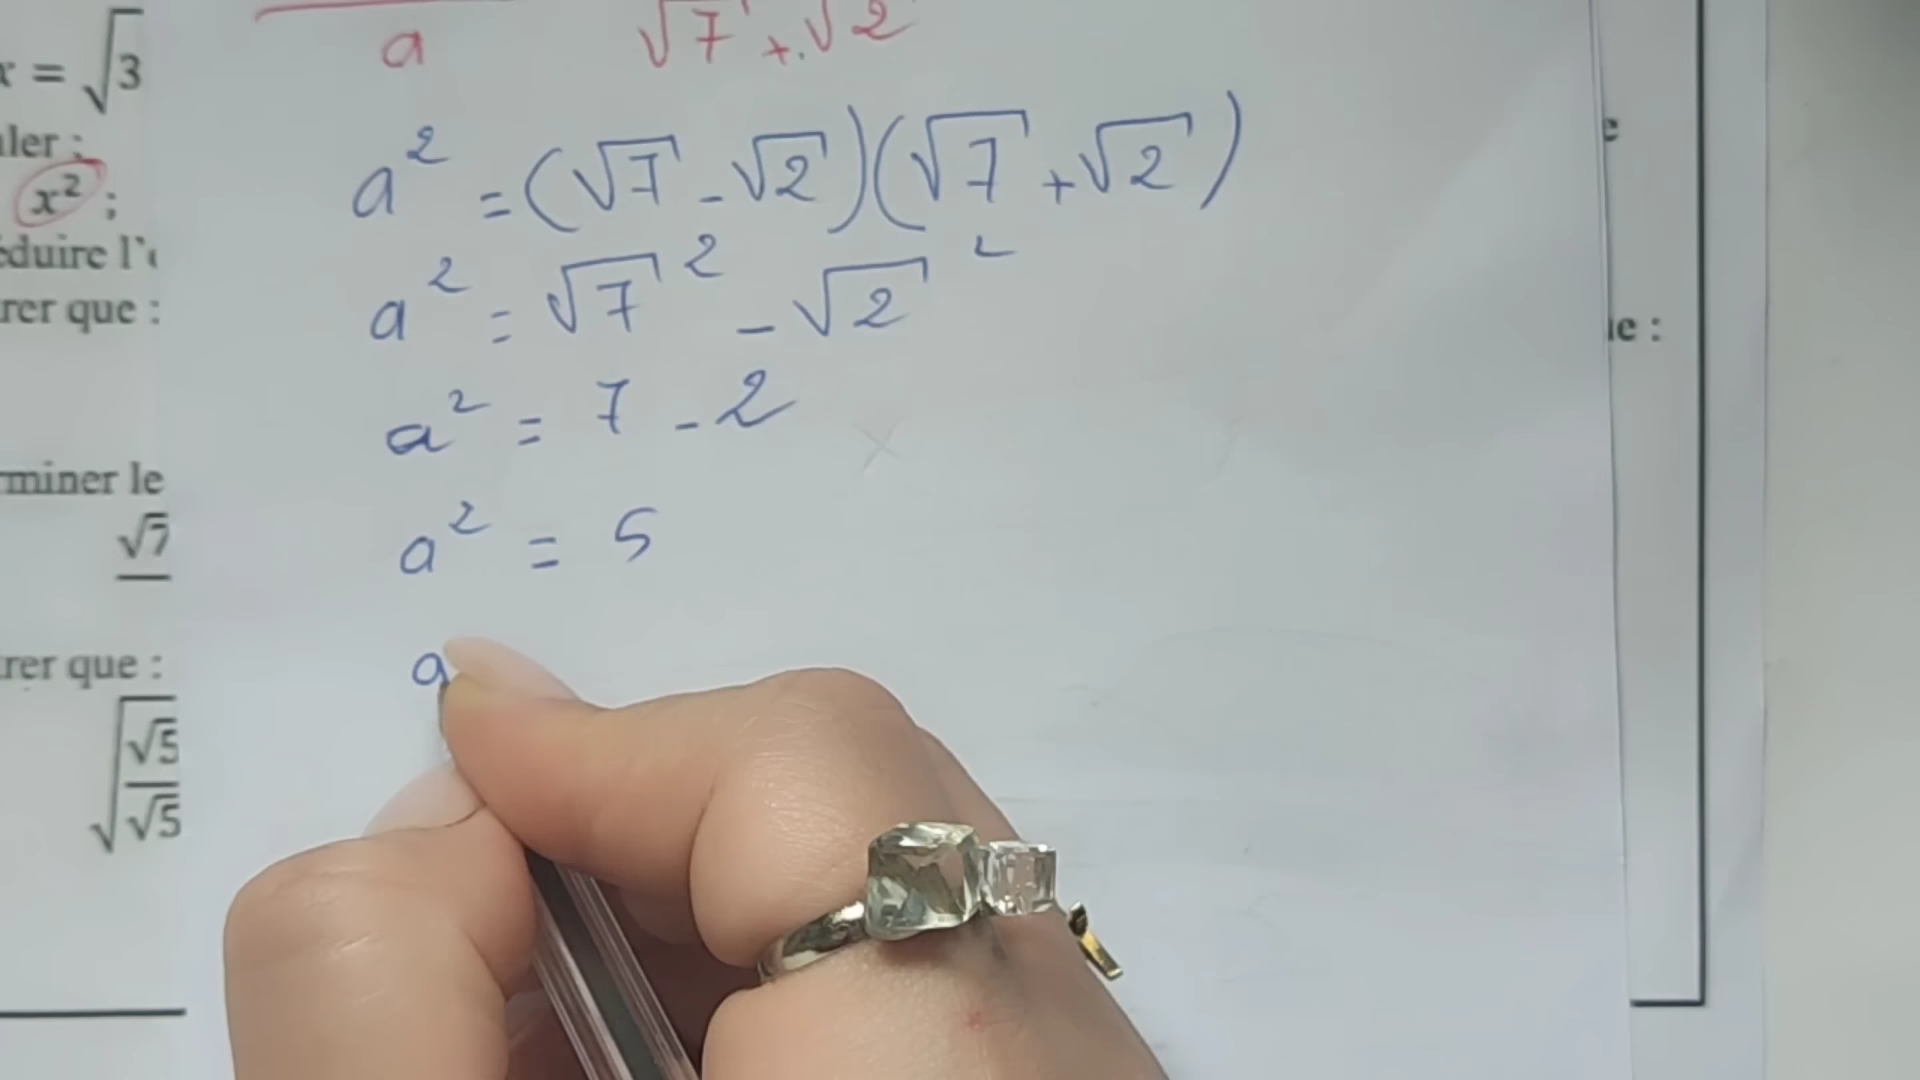 x = √3
a √7 + √2
ler :
a² = (√7 - √2)(√7 + √2)
x² ;
duire l'
a² = √7² - √2²
rer que :
e :
a² = 7 - 2
miner le
√7
a² = 5
rer que :
a
√5
√5